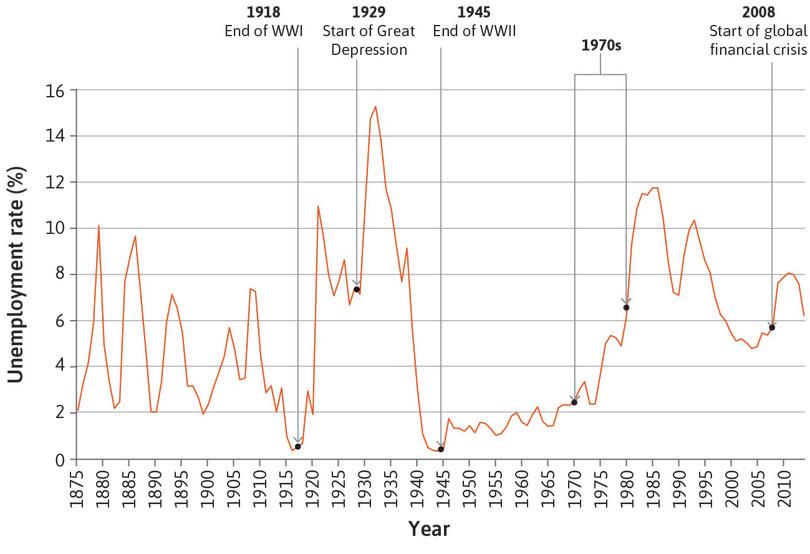 1918
End of WWI
1929
Start of Great
Depression
1945
End of WWII
1970s
2008
Start of global
financial crisis
Unemployment rate (%)
16
14
12
10
8
6
4
2
0
1875 1880 1885 1890 1895 1900 1905 1910 1915 1920 1925 1930 1935 1940 1945 1950 1955 1960 1965 1970 1975 1980 1985 1990 1995 2000 2005 2010
Year